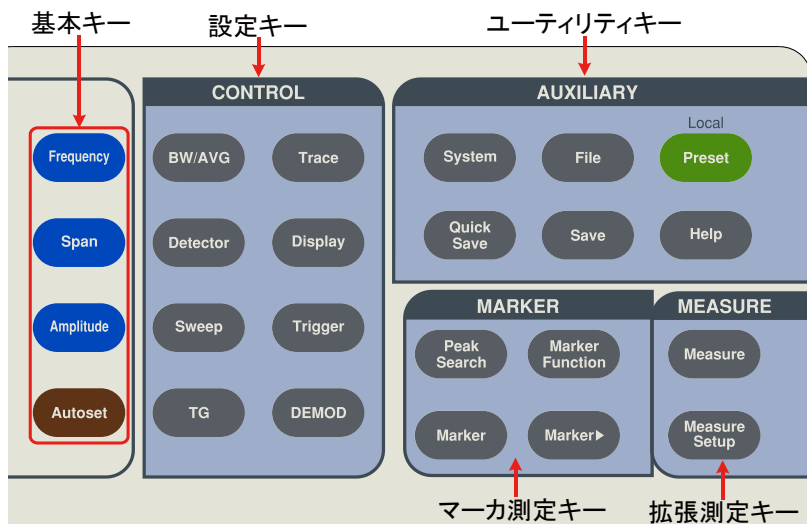 基本キー
設定キー
ユーティリティキー
CONTROL
AUXILIARY
Local
Frequency
BW/AVG
Trace
System
File
Preset
Span
Detector
Display
Quick
Save
Save
Help
MARKER
MEASURE
Amplitude
Sweep
Trigger
Peak
Search
Marker
Function
Measure
Autoset
TG
DEMOD
Marker
Marker▶
Measure
Setup
マーカ測定キー
拡張測定キー